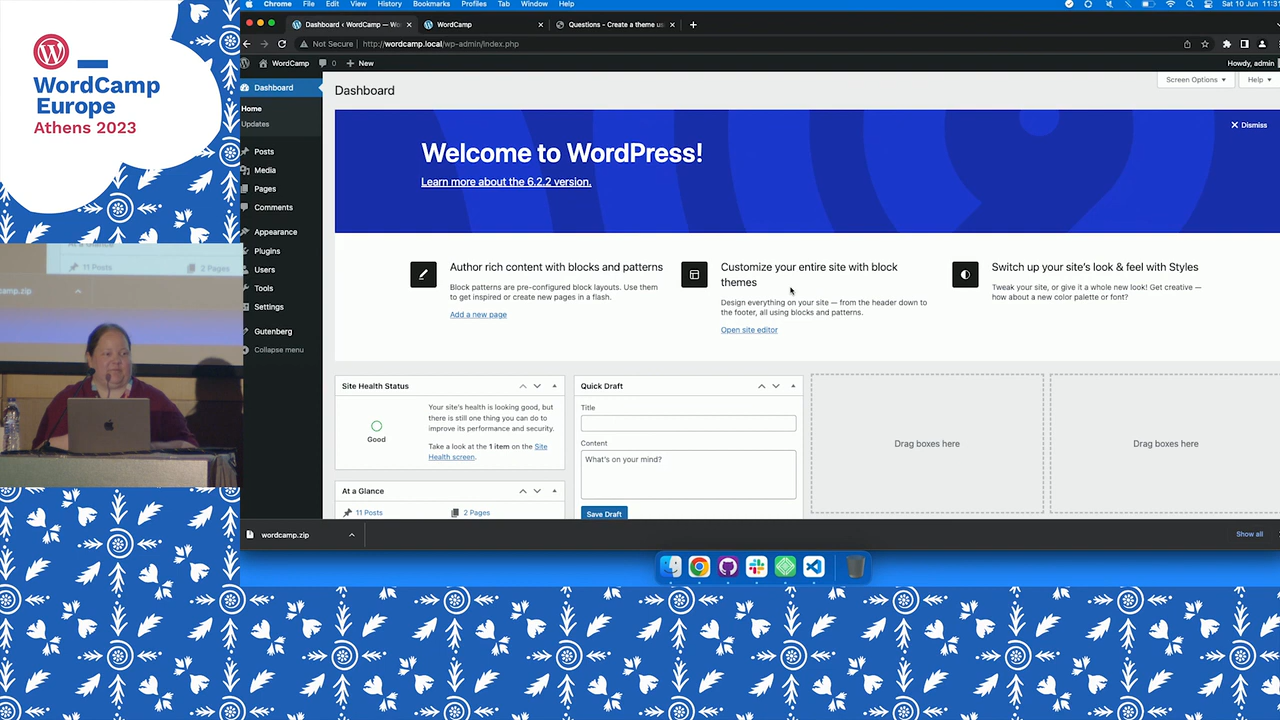 WordCamp
Europe
Athens 2023
Chrome File Edit View History Bookmarks Profiles Tab Window Help
Sat 10 Jun 11:3
Dashboard ‹ WordCamp — Wo
WordCamp
Questions - Create a theme us
Not Secure http://wordcamp.local/wp-admin/index.php
WordCamp 0 New
Howdy, admin
Dashboard
Home
Updates
Posts
Media
Pages
Comments
Appearance
Plugins
Users
Tools
Settings
Gutenberg
Collapse menu
Dashboard
Screen Options
Help
Dismiss
Welcome to WordPress!
Learn more about the 6.2.2 version.
Author rich content with blocks and patterns
Block patterns are pre-configured block layouts. Use them
to get inspired or create new pages in a flash.
Add a new page
Customize your entire site with block
themes
Design everything on your site — from the header down to
the footer, all using blocks and patterns.
Open site editor
Switch up your site's look & feel with Styles
Tweak your site, or give it a whole new look! Get creative —
how about a new color palette or font?
Site Health Status
Good
Your site's health is looking good, but
there is still one thing you can do to
improve its performance and security.
Take a look at the 1 item on the Site
Health screen.
At a Glance
11 Posts
2 Pages
Quick Draft
Title
Content
What's on your mind?
Save Draft
Drag boxes here
Drag boxes here
wordcamp.zip
Show all
11 Posts
2 Pages
camp.zip